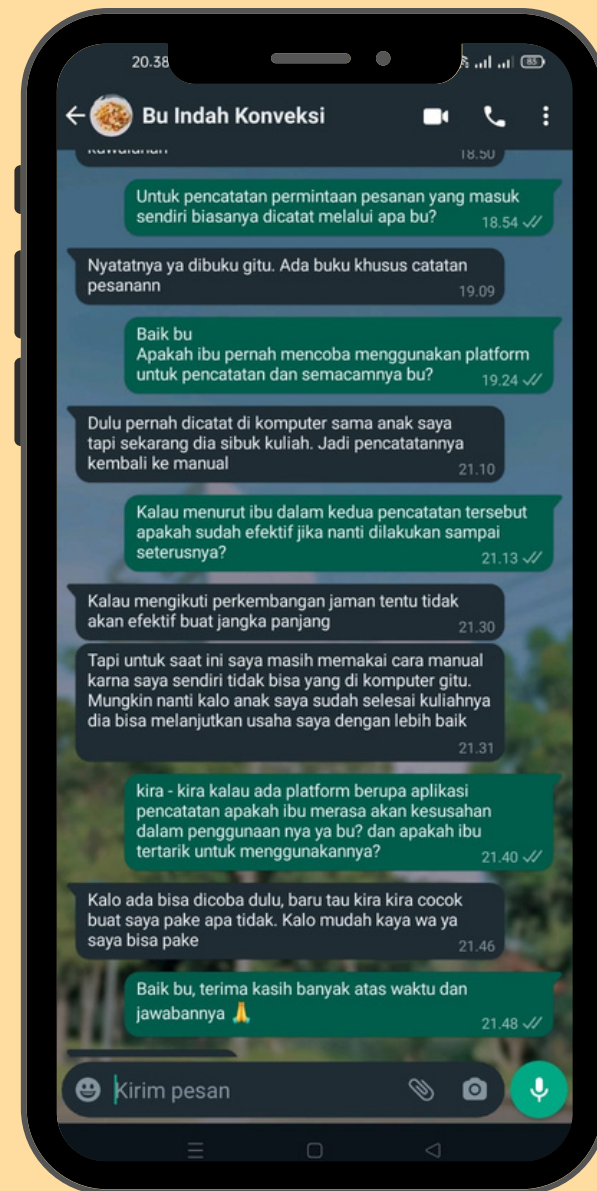 20.38
83
Bu Indah Konveksi
kewalahan
18.50
Untuk pencatatan permintaan pesanan yang masuk
sendiri biasanya dicatat melalui apa bu?
18.54
Nyatatnya ya dibuku gitu. Ada buku khusus catatan
pesanann
19.09
Baik bu
Apakah ibu pernah mencoba menggunakan platform
untuk pencatatan dan semacamnya bu?
19.24
Dulu pernah dicatat di komputer sama anak saya
tapi sekarang dia sibuk kuliah. Jadi pencatatannya
kembali ke manual
21.10
Kalau menurut ibu dalam kedua pencatatan tersebut
apakah sudah efektif jika nanti dilakukan sampai
seterusnya?
21.13
Kalau mengikuti perkembangan jaman tentu tidak
akan efektif buat jangka panjang
21.30
Tapi untuk saat ini saya masih memakai cara manual
karna saya sendiri tidak bisa yang di komputer gitu.
Mungkin nanti kalo anak saya sudah selesai kuliahnya
dia bisa melanjutkan usaha saya dengan lebih baik
21.31
kira - kira kalau ada platform berupa aplikasi
pencatatan apakah ibu merasa akan kesusahan
dalam penggunaan nya ya bu? dan apakah ibu
tertarik untuk menggunakannya?
21.40
Kalo ada bisa dicoba dulu, baru tau kira kira cocok
buat saya pake apa tidak. Kalo mudah kaya wa ya
saya bisa pake
21.46
Baik bu, terima kasih banyak atas waktu dan
jawabannya 🙏
21.48
Kirim pesan